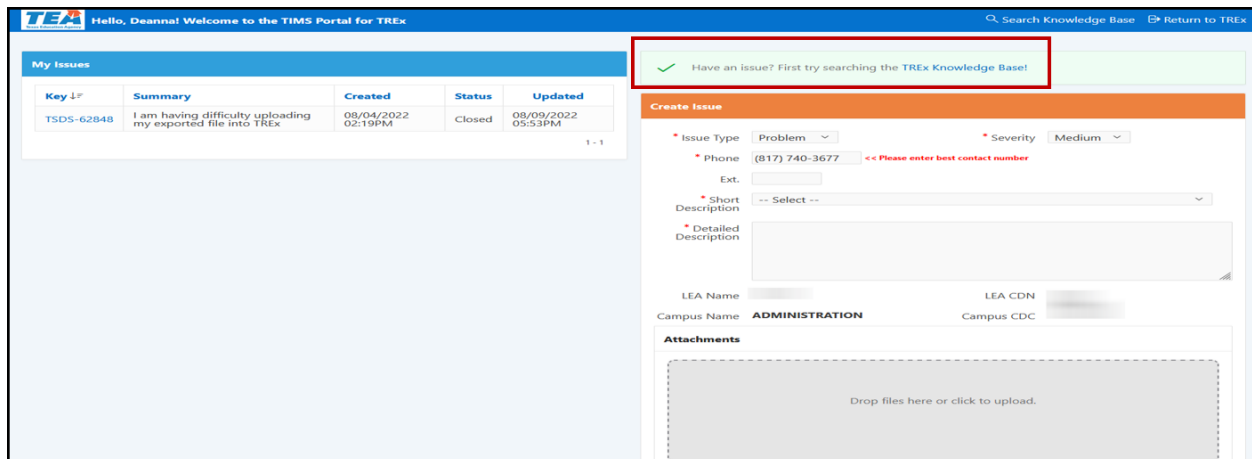 TEA Hello, Deanna! Welcome to the TIMS Portal for TREx
Search Knowledge Base Return to TREx
My Issues
Key Summary Created Status Updated
TSDS-62848 I am having difficulty uploading my exported file into TREx 08/04/2022 02:19PM Closed 08/09/2022 05:53PM
1 - 1
Have an issue? First try searching the TREx Knowledge Base!
Create Issue
* Issue Type Problem * Severity Medium
* Phone (817) 740-3677 << Please enter best contact number
Ext.
* Short Description -- Select --
* Detailed Description
LEA Name LEA CDN
Campus Name ADMINISTRATION Campus CDC
Attachments
Drop files here or click to upload.